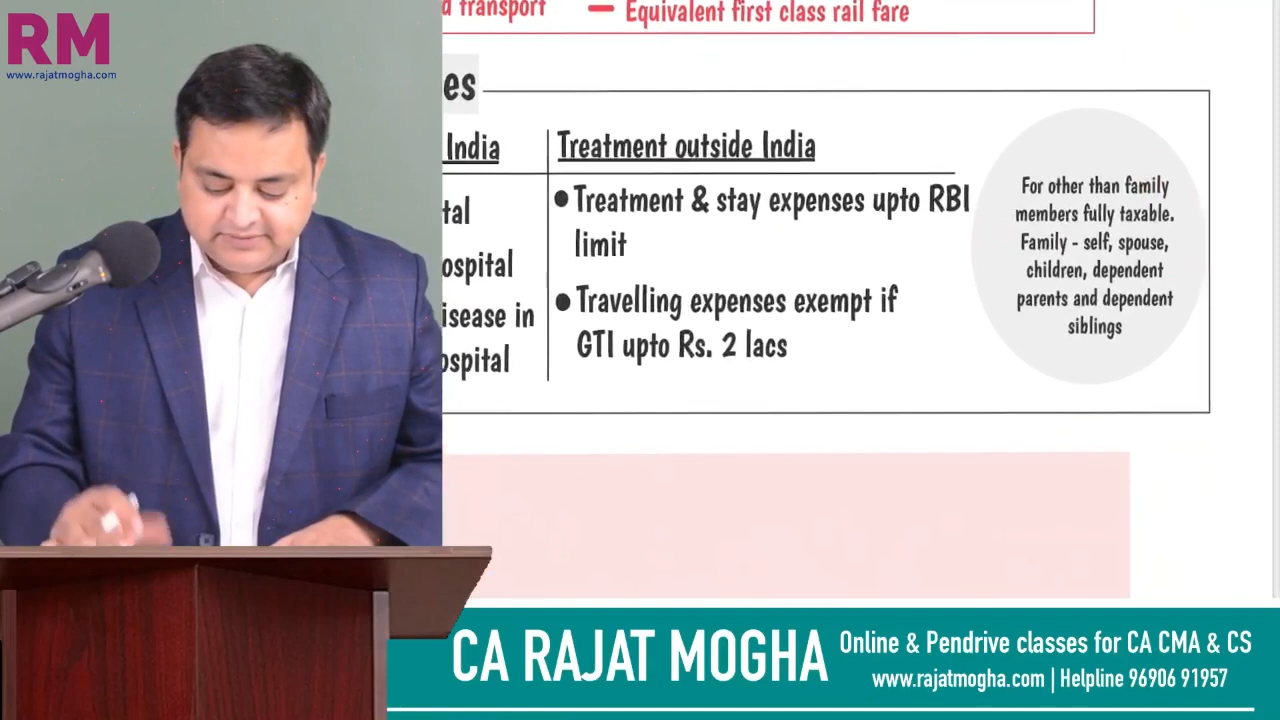 RM
www.rajatmogha.com
d transport — Equivalent first class rail fare
es
India Treatment outside India
tal
ospital
isease in
ospital
• Treatment & stay expenses upto RBI
limit
• Travelling expenses exempt if
GTI upto Rs. 2 lacs
For other than family
members fully taxable.
Family - self, spouse,
children, dependent
parents and dependent
siblings
CA RAJAT MOGHA
Online & Pendrive classes for CA CMA & CS
www.rajatmogha.com | Helpline 96906 91957